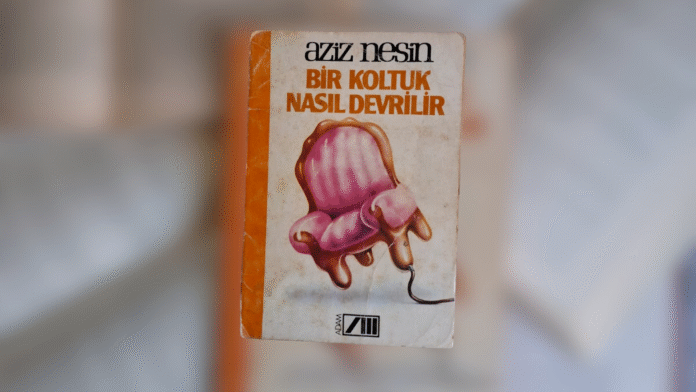 aziz nesin
BİR KOLTUK
NASIL DEVRİLİR
ADAM